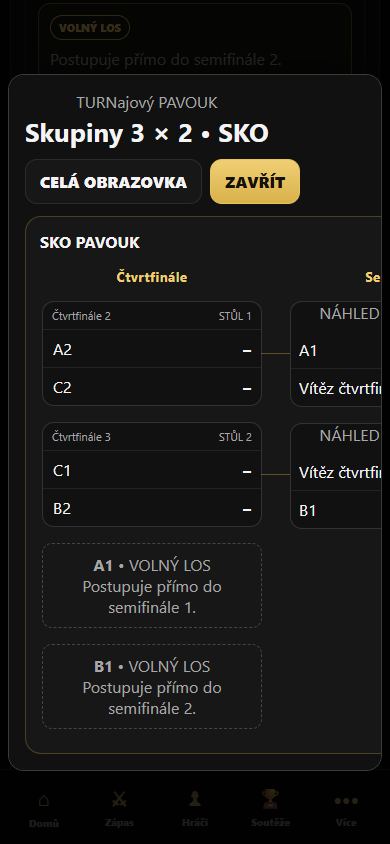 VOLNÝ LOS
Postupuje přímo do semifinále 2.
TURNajový PAVOUK
Skupiny 3 × 2 • SKO
CELÁ OBRAZOVKA
ZAVŘÍT
SKO PAVOUK
Čtvrtfinále
Se
Čtvrtfinále 2 STŮL 1
A2 –
C2 –
NÁHLED
A1
Vítěz čtvrtfi
Čtvrtfinále 3 STŮL 2
C1 –
B2 –
NÁHLED
Vítěz čtvrtfi
B1
A1 • VOLNÝ LOS
Postupuje přímo do
semifinále 1.
B1 • VOLNÝ LOS
Postupuje přímo do
semifinále 2.
Domů Zápas Hráči Soutěže Více